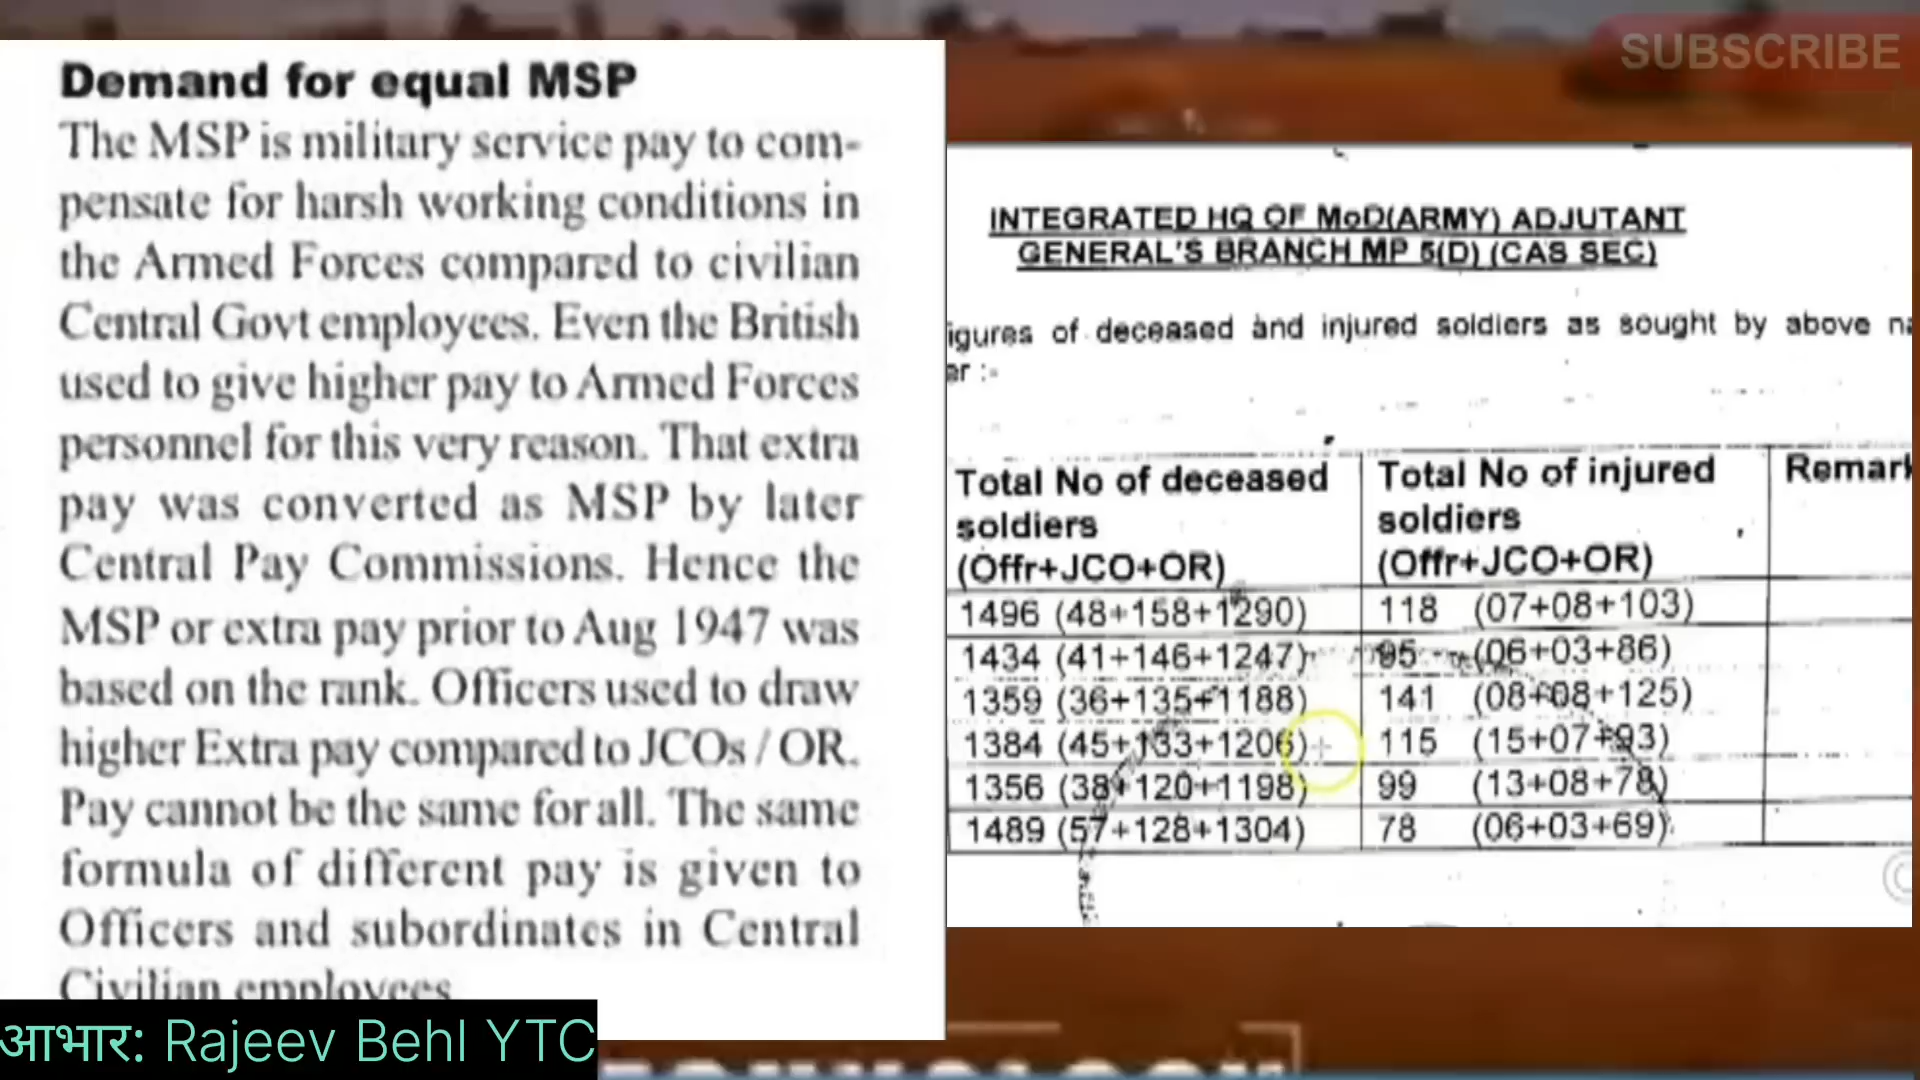 SUBSCRIBE
Demand for equal MSP
The MSP is military service pay to com-
pensate for harsh working conditions in
the Armed Forces compared to civilian
Central Govt employees. Even the British
used to give higher pay to Armed Forces
personnel for this very reason. That extra
pay was converted as MSP by later
Central Pay Commissions. Hence the
MSP or extra pay prior to Aug 1947 was
based on the rank. Officers used to draw
higher Extra pay compared to JCOs / OR.
Pay cannot be the same for all. The same
formula of different pay is given to
Officers and subordinates in Central
Civilian employees
INTEGRATED HQ OF MoD(ARMY) ADJUTANT
GENERAL'S BRANCH MP 5(D) (CAS SEC)
igures of deceased and injured soldiers as sought by above na
er :-
Total No of deceased soldiers (Offr+JCO+OR) Total No of injured soldiers (Offr+JCO+OR) Remark
1496 (48+158+1290) 118 (07+08+103)
1434 (41+146+1247) 95 (06+03+86)
1359 (36+135+1188) 141 (08+08+125)
1384 (45+133+1206) 115 (15+07+93)
1356 (38+120+1198) 99 (13+08+78)
1489 (57+128+1304) 78 (06+03+69)
आभार: Rajeev Behl YTC